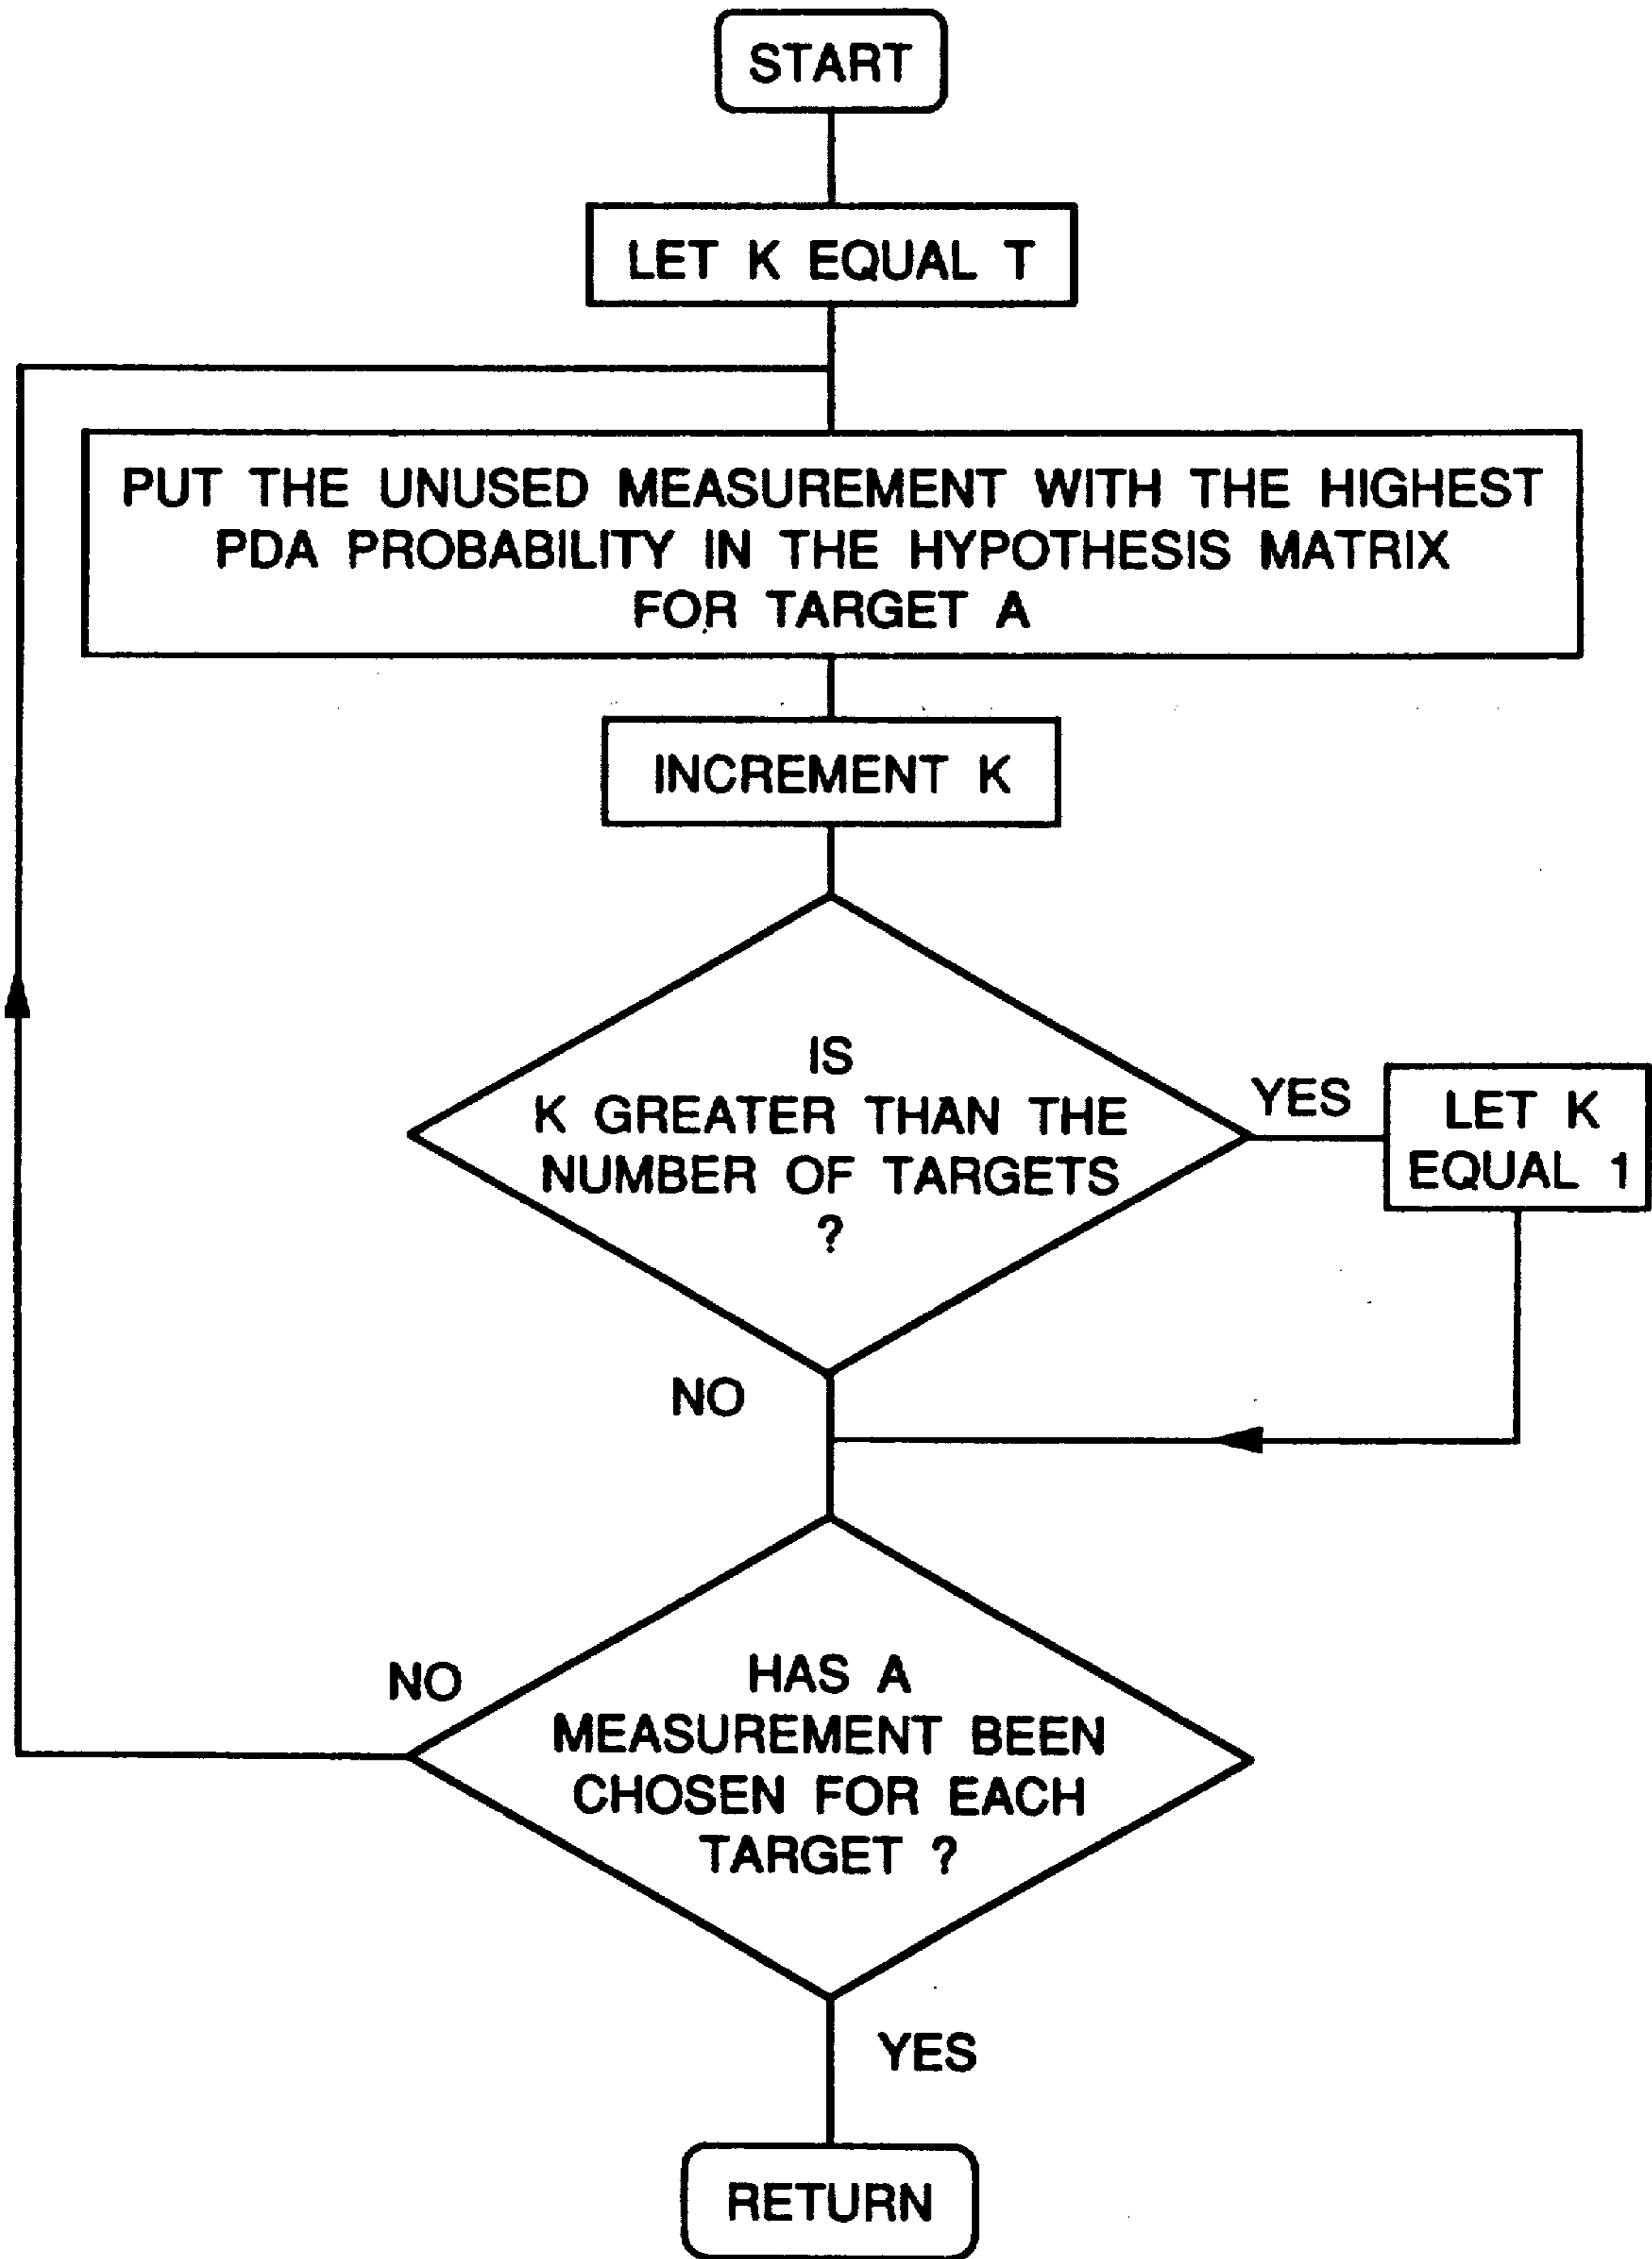 START
LET K EQUAL T
PUT THE UNUSED MEASUREMENT WITH THE HIGHEST
PDA PROBABILITY IN THE HYPOTHESIS MATRIX
FOR TARGET A
INCREMENT K
IS
K GREATER THAN THE
NUMBER OF TARGETS
?
YES
LET K
EQUAL 1
NO
HAS A
MEASUREMENT BEEN
CHOSEN FOR EACH
TARGET ?
NO
YES
RETURN